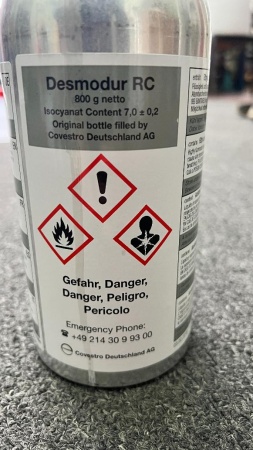 Desmodur RC
800 g netto
Isocyanat Content 7,0 ± 0,2
Original bottle filled by
Covestro Deutschland AG
Gefahr, Danger,
Danger, Peligro,
Pericolo
Emergency Phone:
☎ +49 214 30 9 93 00
Covestro Deutschland AG